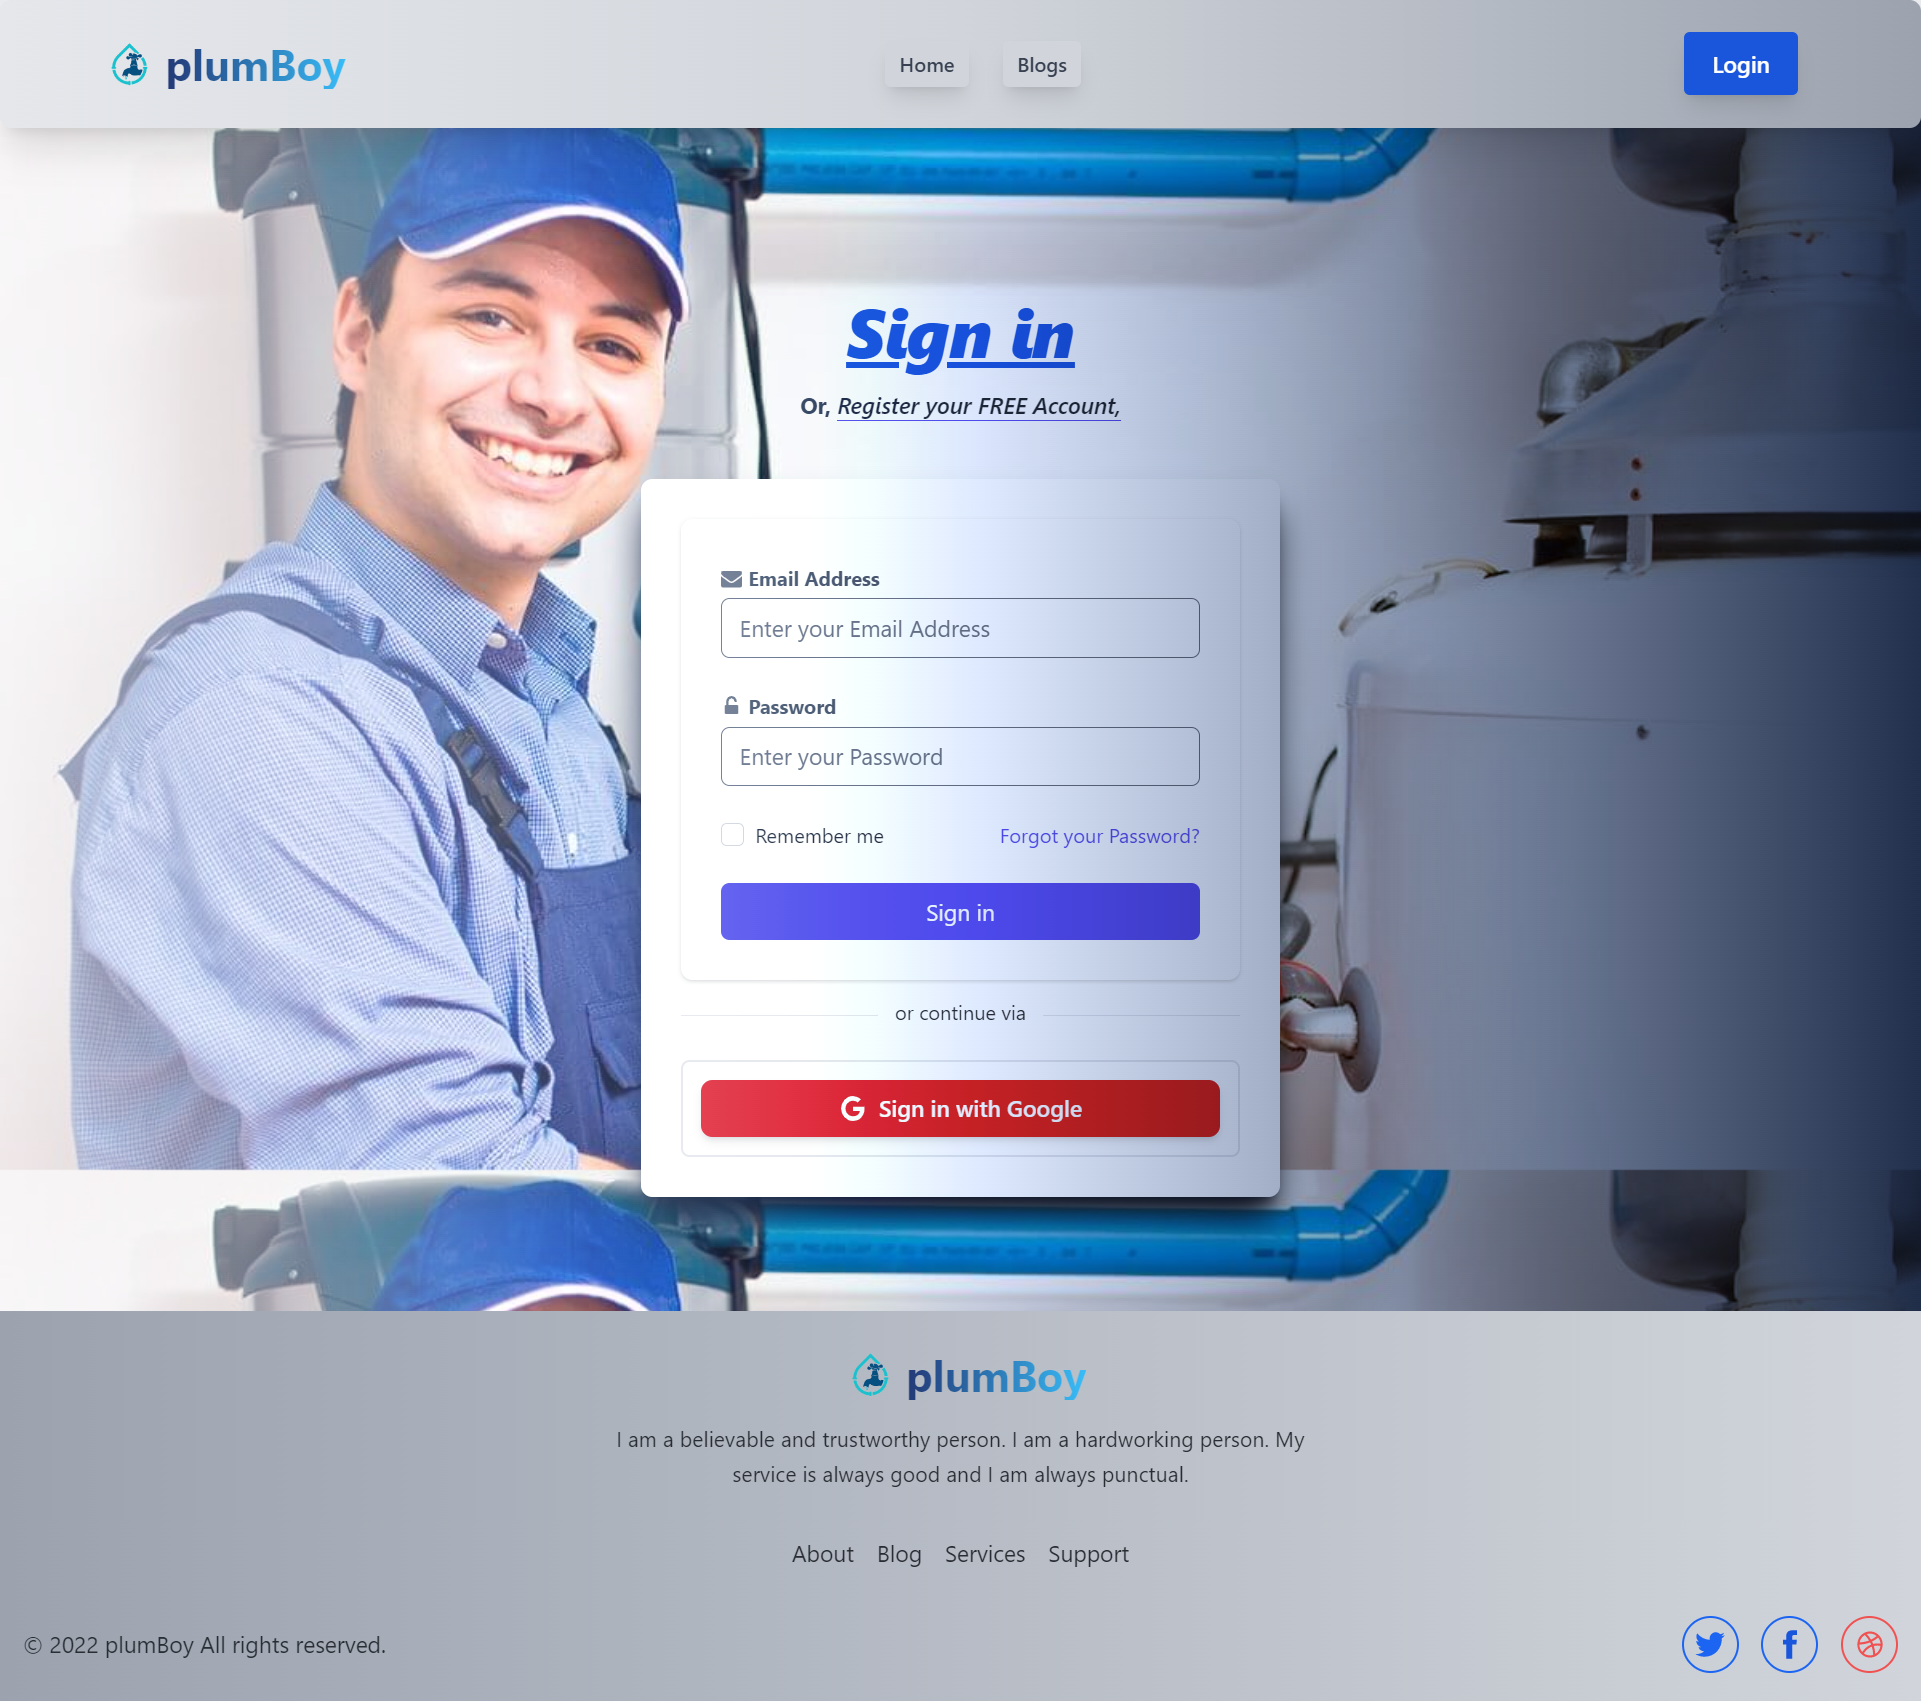 plumBoy
Home
Blogs
Login
Sign in
Or, Register your FREE Account,
Email Address
Enter your Email Address
Password
Enter your Password
Remember me
Forgot your Password?
Sign in
or continue via
Sign in with Google
plumBoy
I am a believable and trustworthy person. I am a hardworking person. My
service is always good and I am always punctual.
About
Blog
Services
Support
© 2022 plumBoy All rights reserved.